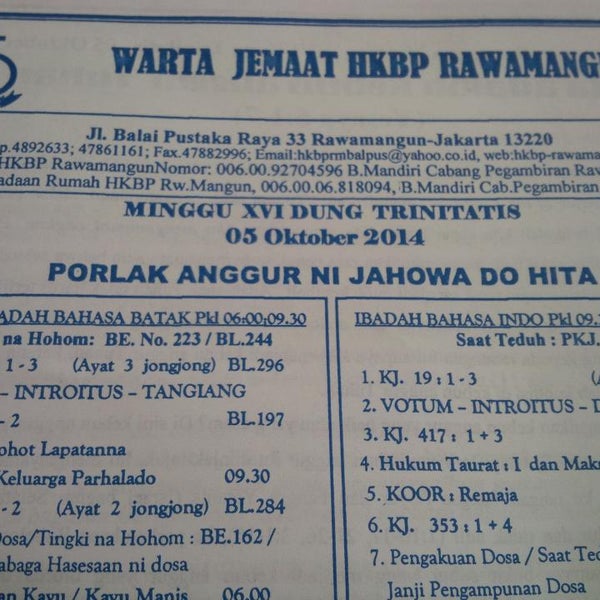 WARTA JEMAAT HKBP RAWAMANGU
Jl. Balai Pustaka Raya 33 Rawamangun-Jakarta 13220
p.4892633; 47861161; Fax.47882996; Email:hkbprmbalpus@yahoo.co.id, web:hkbp-rawama
HKBP RawamangunNomor: 006.00.92704596 B.Mandiri Cabang Pegambiran Raw
adaan Rumah HKBP Rw.Mangun, 006.00.06.818094, B.Mandiri Cab.Pegambiran
MINGGU XVI DUNG TRINITATIS
05 Oktober 2014
PORLAK ANGGUR NI JAHOWA DO HITA
ADAH BAHASA BATAK Pkl 06:00;09.30
na Hohom: BE. No. 223 / BL.244
1 - 3 (Ayat 3 jongjong) BL.296
- INTROITUS - TANGIANG
- 2 BL.197
ohot Lapatanna
Keluarga Parhalado 09.30
- 2 (Ayat 2 jongjong) BL.284
Dosa/Tingki na Hohom : BE.162 /
abaga Hasesaan ni dosa
an Kayu / Kayu Manis 06.00
IBADAH BAHASA INDO Pkl 09.
Saat Teduh : PKJ.
1. KJ. 19 : 1 - 3 (
2. VOTUM - INTROITUS - D
3. KJ. 417 : 1 + 3
4. Hukum Taurat : I dan Mak
5. KOOR : Remaja
6. KJ. 353 : 1 + 4
7. Pengakuan Dosa / Saat Ted
Janji Pengampunan Dosa